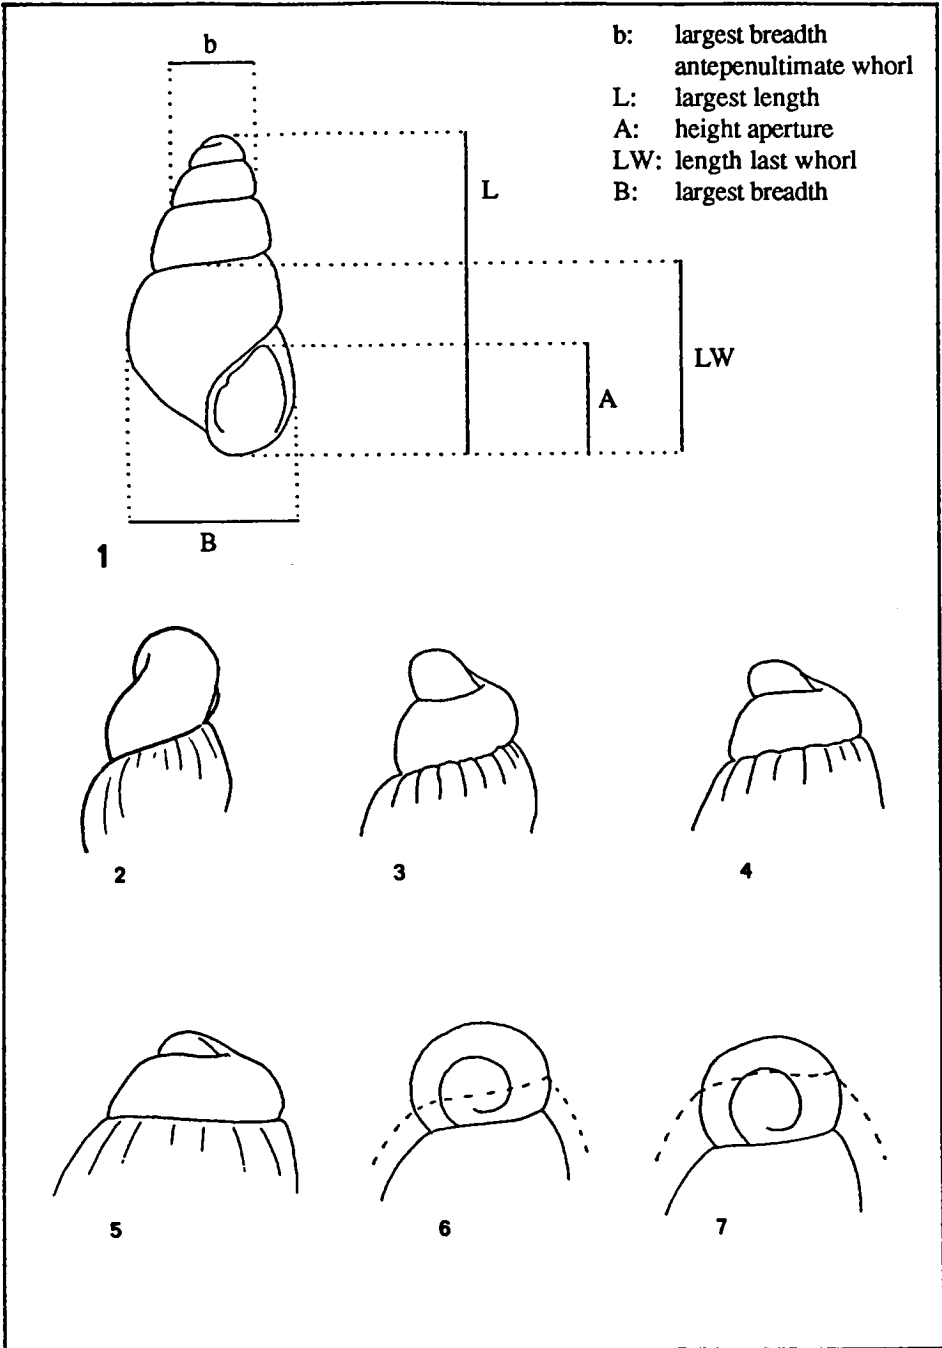 b
b: largest breadth
antepenultimate whorl
L: largest length
A: height aperture
LW: length last whorl
B: largest breadth
L
LW
A
B
1
2
3
4
5
6
7